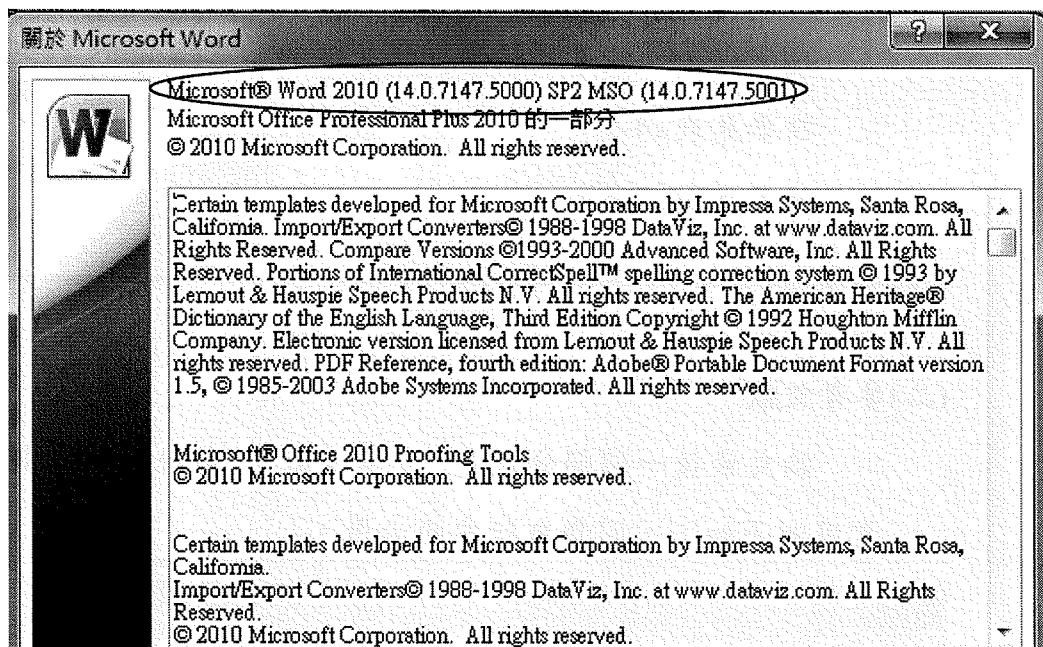 關於 Microsoft Word
Microsoft® Word 2010 (14.0.7147.5000) SP2 MSO (14.0.7147.5001)
Microsoft Office Professional Plus 2010 的一部分
© 2010 Microsoft Corporation. All rights reserved.
Certain templates developed for Microsoft Corporation by Impressa Systems, Santa Rosa,
California. Import/Export Converters© 1988-1998 DataViz, Inc. at www.dataviz.com. All
Rights Reserved. Compare Versions ©1993-2000 Advanced Software, Inc. All Rights
Reserved. Portions of International CorrectSpell™ spelling correction system © 1993 by
Lernout & Hauspie Speech Products N.V. All rights reserved. The American Heritage®
Dictionary of the English Language, Third Edition Copyright © 1992 Houghton Mifflin
Company. Electronic version licensed from Lernout & Hauspie Speech Products N.V. All
rights reserved. PDF Reference, fourth edition: Adobe® Portable Document Format version
1.5, © 1985-2003 Adobe Systems Incorporated. All rights reserved.
Microsoft® Office 2010 Proofing Tools
© 2010 Microsoft Corporation. All rights reserved.
Certain templates developed for Microsoft Corporation by Impressa Systems, Santa Rosa,
California.
Import/Export Converters© 1988-1998 DataViz, Inc. at www.dataviz.com. All Rights
Reserved.
© 2010 Microsoft Corporation. All rights reserved.